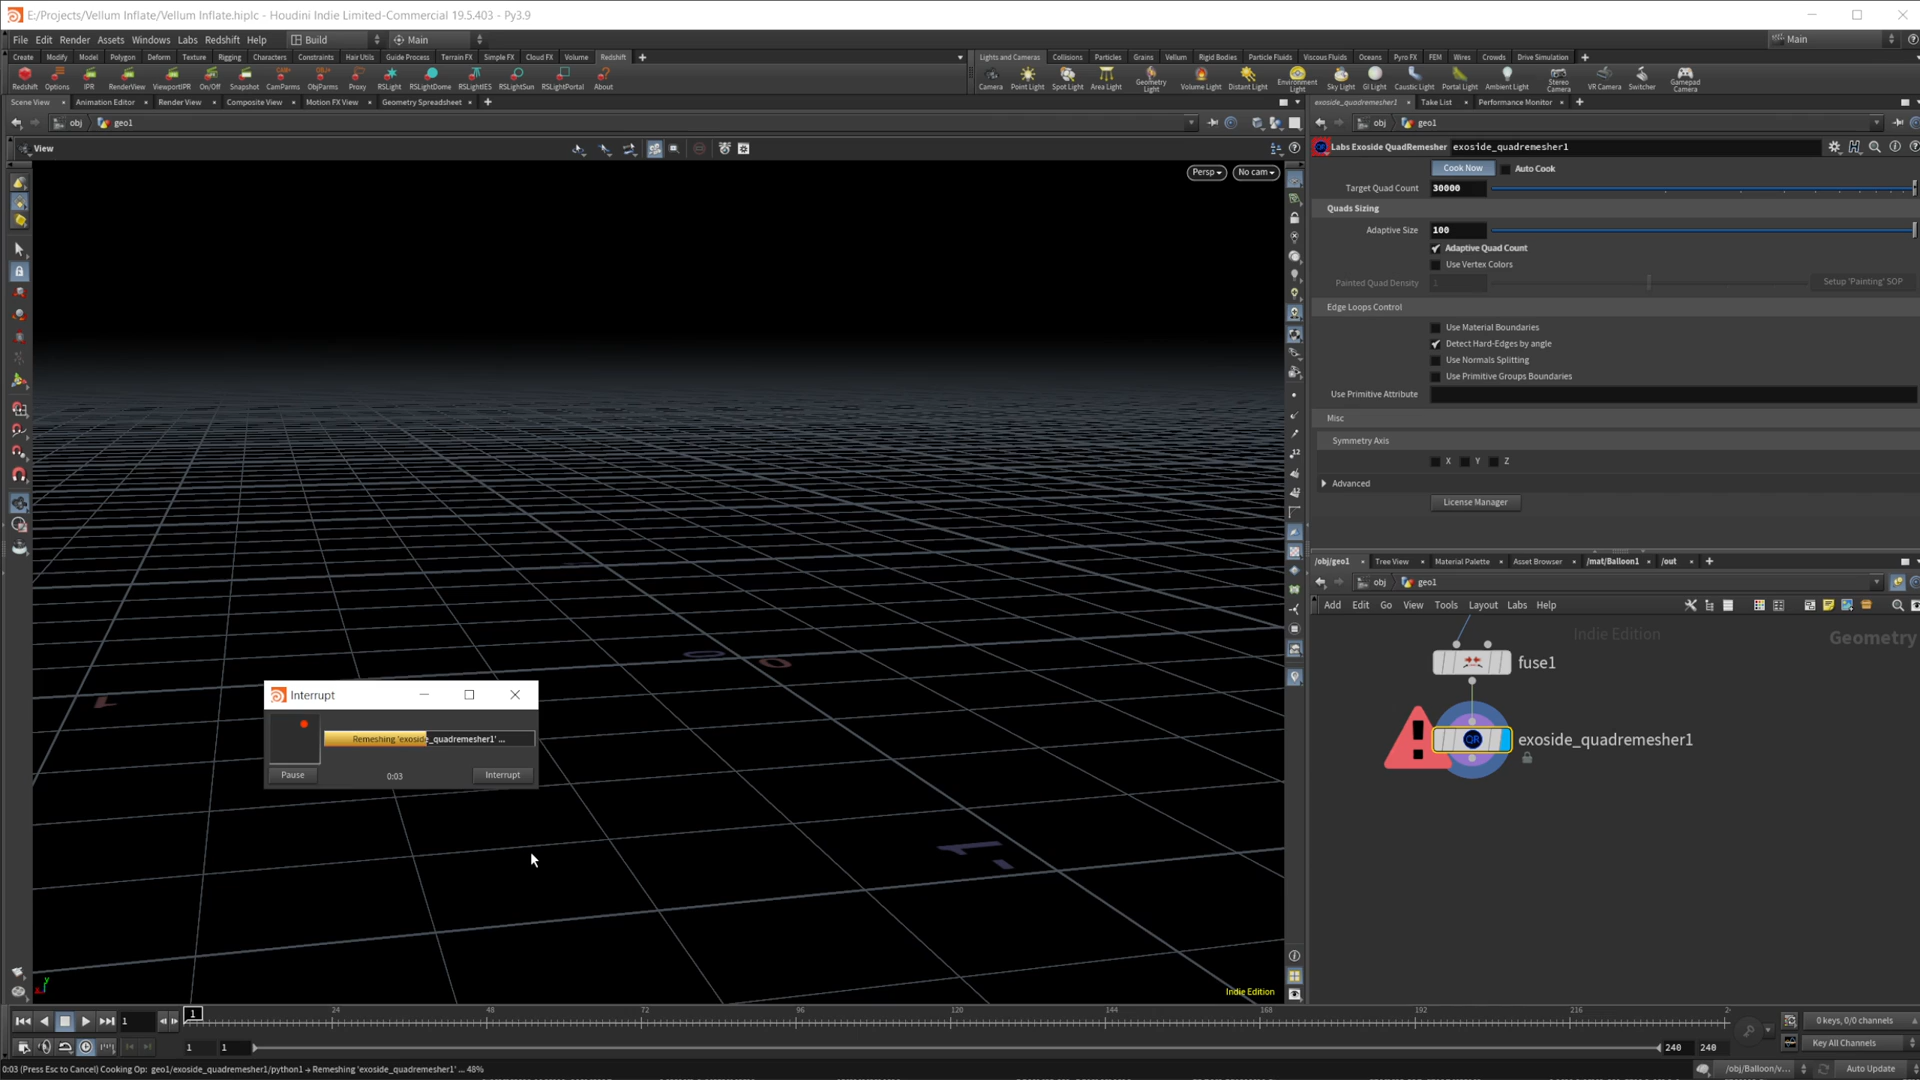 E:/Projects/Vellum Inflate/Vellum Inflate.hiplc - Houdini Indie Limited-Commercial 19.5.403 - Py3.9
File Edit Render Assets Windows Labs Redshift Help Build Main Main
Create Modify Model Polygon Deform Texture Rigging Characters Constraints Hair Utils Guide Process Terrain FX Simple FX Cloud FX Volume Redshift
Lights and Cameras Collisions Particles Grains Vellum Rigid Bodies Particle Fluids Viscous Fluids Oceans Pyro FX FEM Wires Crowds Drive Simulation
Redshift Options IPR RenderView ViewportIPR On/Off Snapshot CamParms ObjParms Proxy RSLight RSLightDome RSLightIES RSLightSun RSLightPortal About
Camera Point Light Spot Light Area Light Geometry Light Volume Light Distant Light Environment Light Sky Light GI Light Caustic Light Portal Light Ambient Light Stereo Camera VR Camera Switcher Gamepad Camera
Scene View Animation Editor Render View Composite View Motion FX View Geometry Spreadsheet
exoside_quadremesher1 Take List Performance Monitor
obj geo1
obj geo1
View
Persp No cam
Labs Exoside QuadRemesher exoside_quadremesher1
Cook Now Auto Cook
Target Quad Count 30000
Quads Sizing
Adaptive Size 100
Adaptive Quad Count
Use Vertex Colors
Painted Quad Density 1 Setup 'Painting' SOP
Edge Loops Control
Use Material Boundaries
Detect Hard-Edges by angle
Use Normals Splitting
Use Primitive Groups Boundaries
Use Primitive Attribute
Misc
Symmetry Axis
X Y Z
Advanced
License Manager
/obj/geo1 Tree View Material Palette Asset Browser /mat/Balloon1 /out
obj geo1
Add Edit Go View Tools Layout Labs Help
Indie Edition Geometry
fuse1
exoside_quadremesher1
Interrupt
Remeshing 'exoside_quadremesher1' ...
Pause 0:03 Interrupt
0 0
-1
Indie Edition
1 1 24 48 72 96 120 144 168 192 216
0 keys, 0/0 channels
1 1 240 240 Key All Channels
0:03 (Press Esc to Cancel) Cooking Op: geo1/exoside_quadremesher1/python1 → Remeshing 'exoside_quadremesher1' ... 48%
/obj/Balloon/v... Auto Update